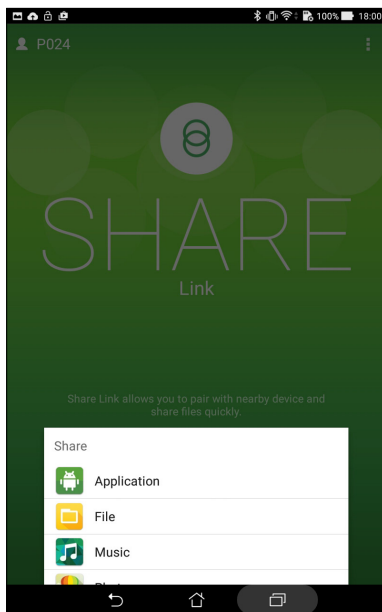 100% 18:00
P024
SHARE
Link
Share Link allows you to pair with nearby device and
share files quickly.
Share
Application
File
Music